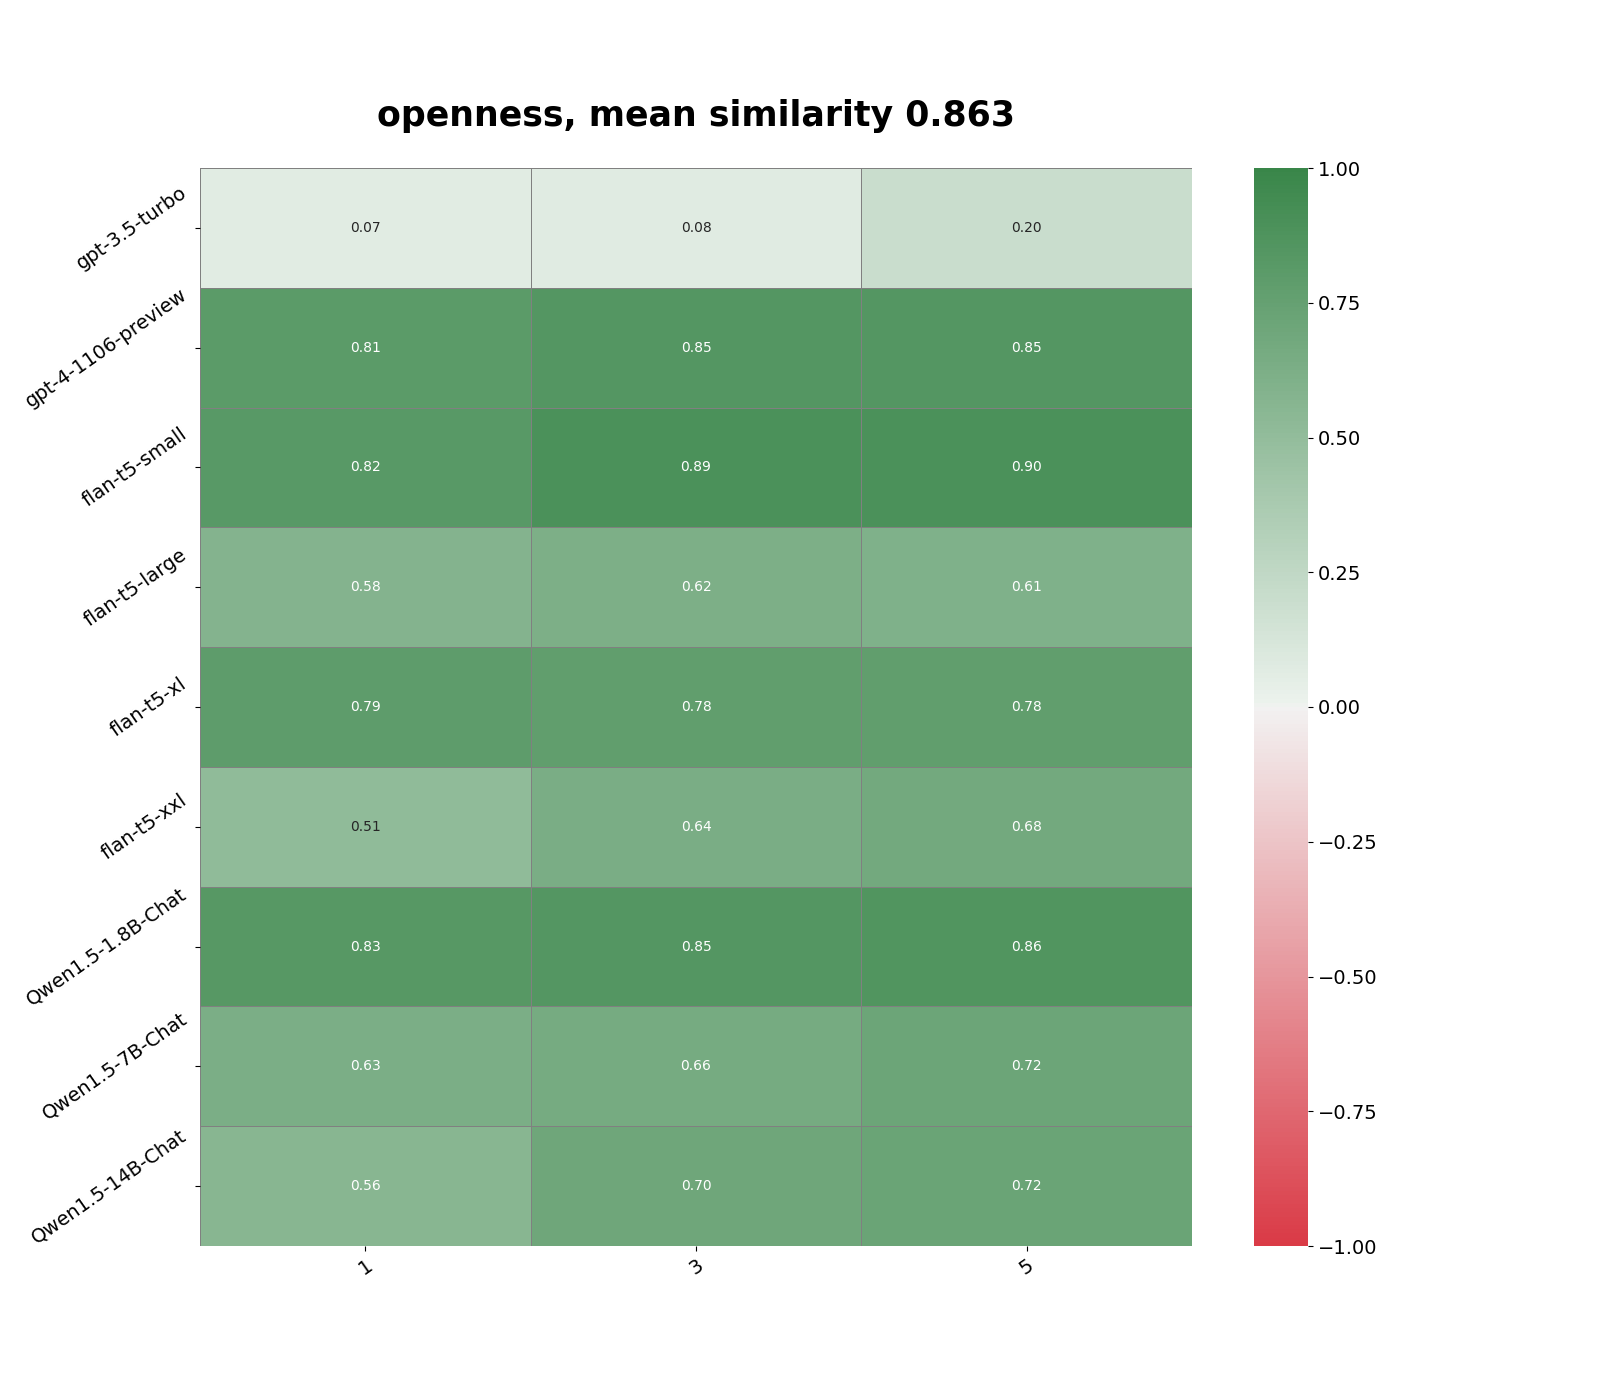 openness, mean similarity 0.863
gpt-3.5-turbo 0.07 0.08 0.20
gpt-4-1106-preview 0.81 0.85 0.85
flan-t5-small 0.82 0.89 0.90
flan-t5-large 0.58 0.62 0.61
flan-t5-xl 0.79 0.78 0.78
flan-t5-xxl 0.51 0.64 0.68
Qwen1.5-1.8B-Chat 0.83 0.85 0.86
Qwen1.5-7B-Chat 0.63 0.66 0.72
Qwen1.5-14B-Chat 0.56 0.70 0.72
1 3 5
1.00
0.75
0.50
0.25
0.00
−0.25
−0.50
−0.75
−1.00